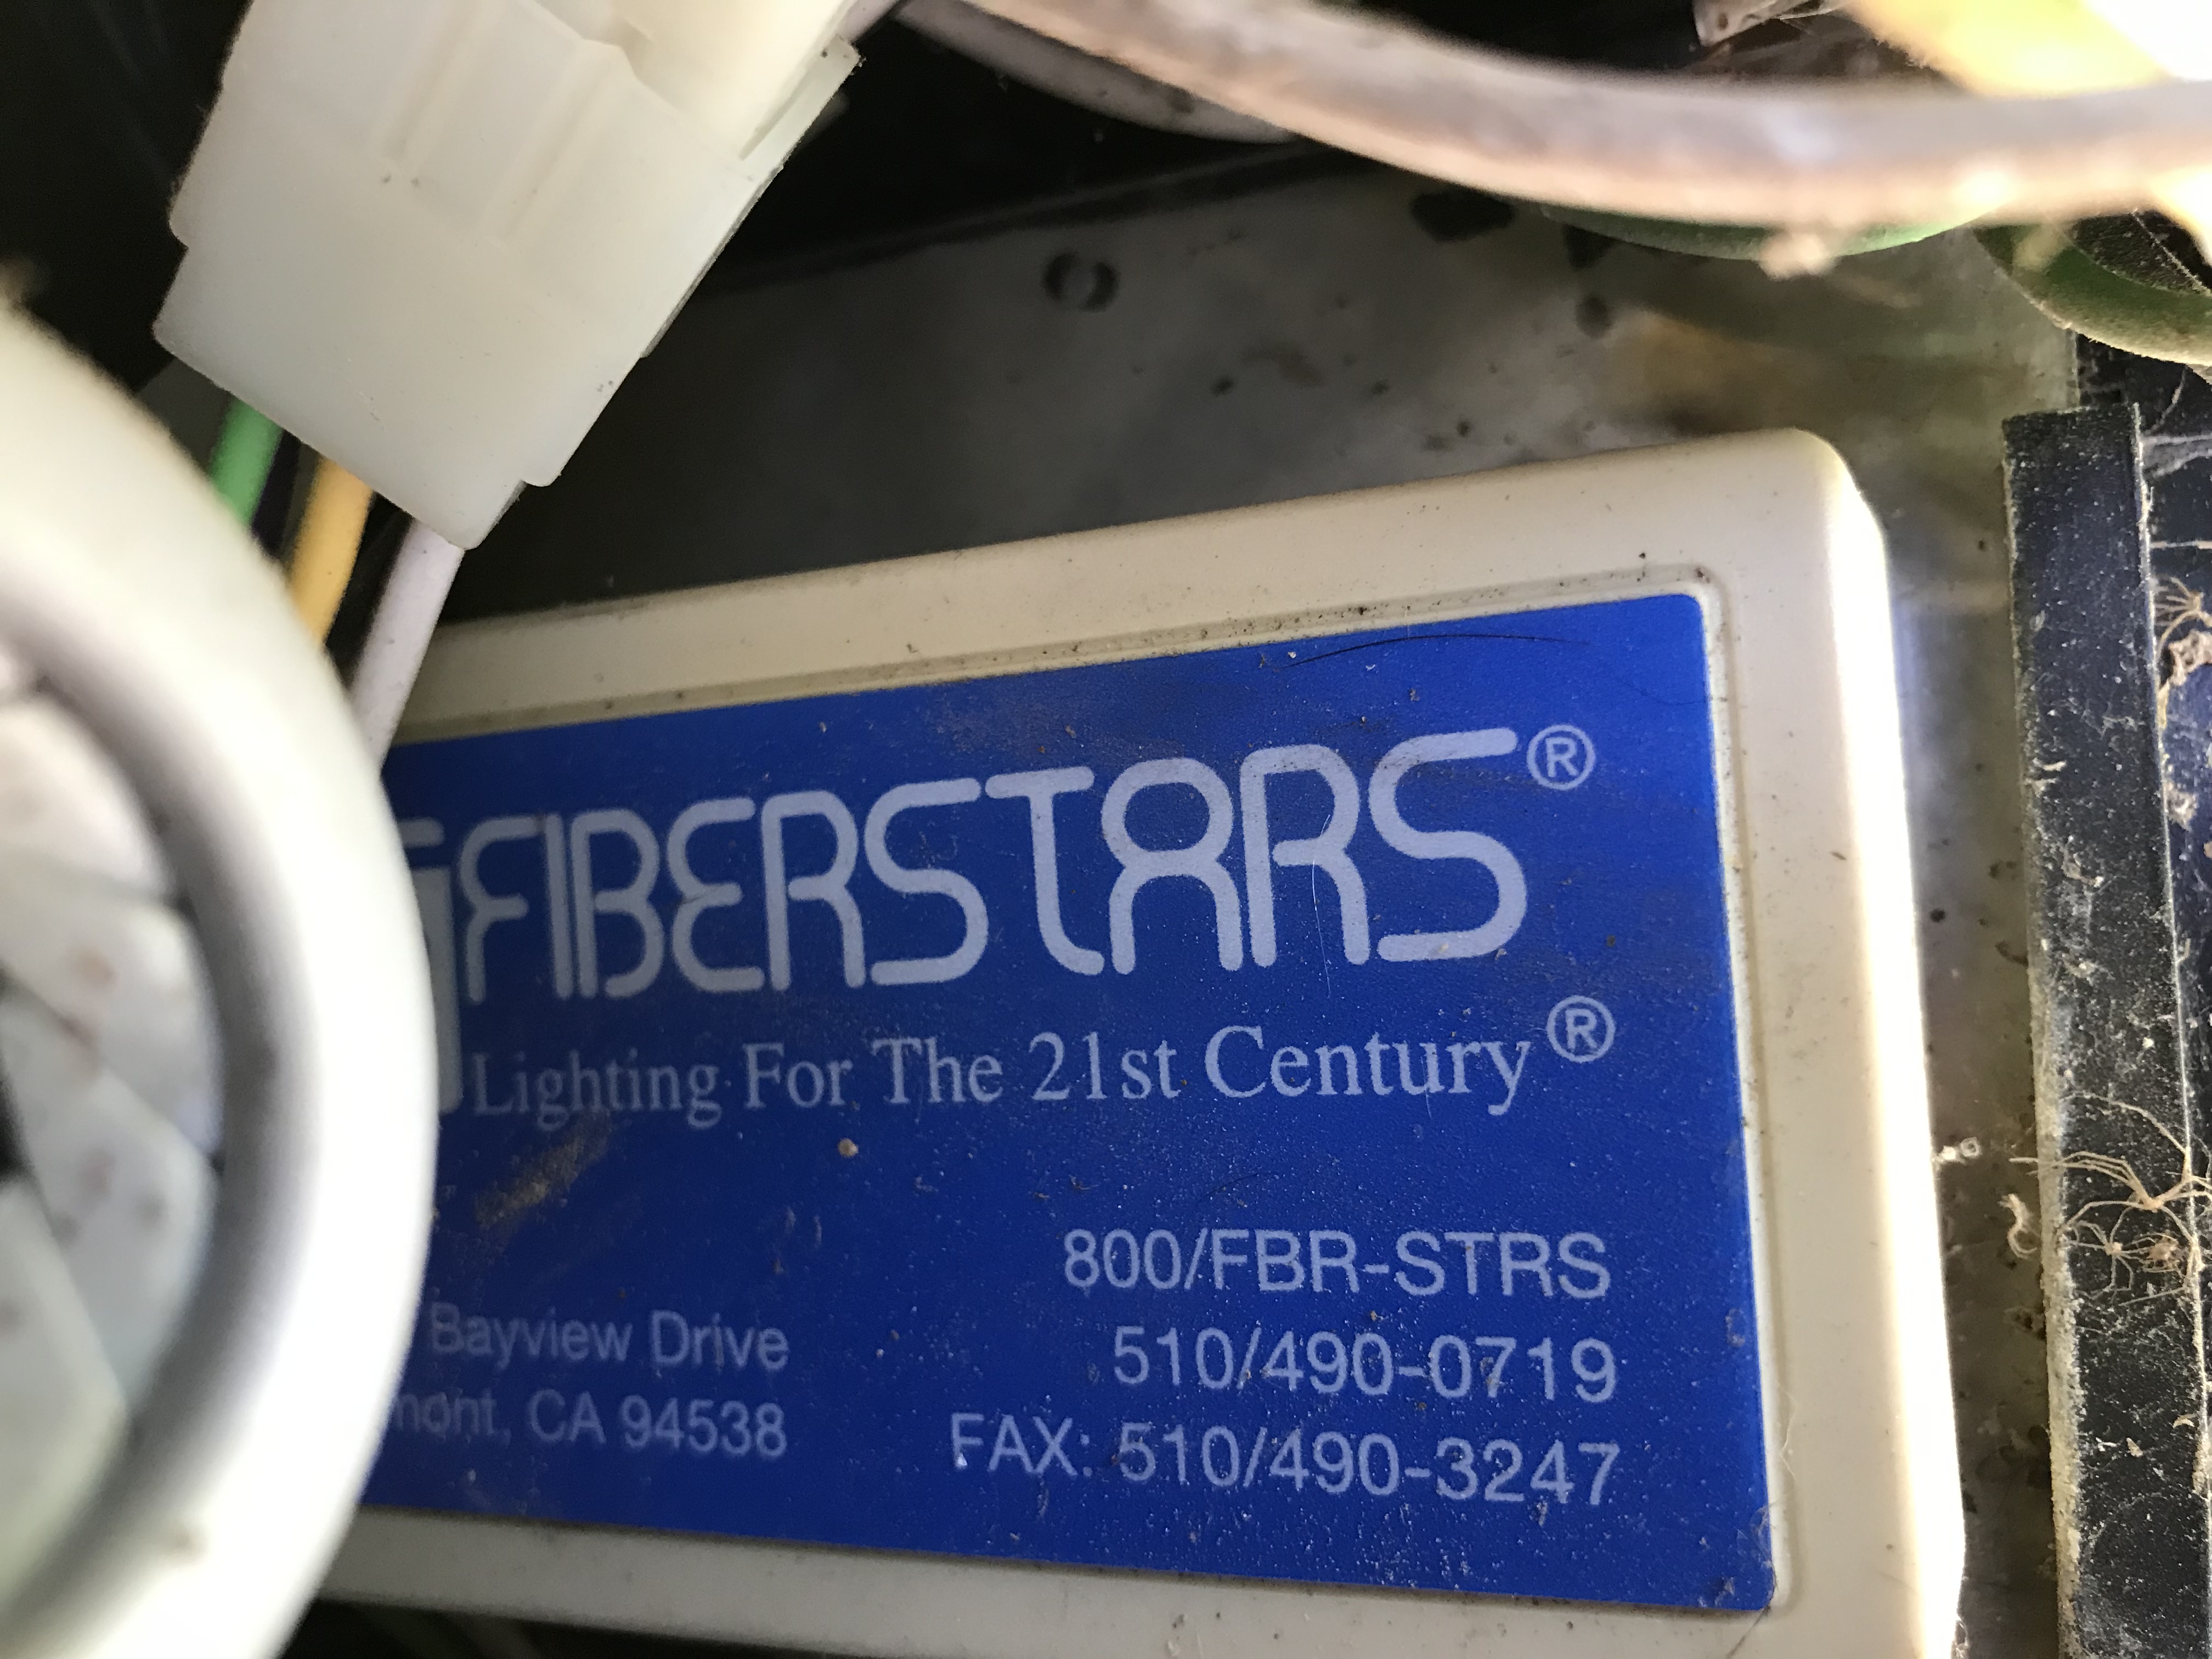 FIBERSTARS®
Lighting For The 21st Century®
800/FBR-STRS
510/490-0719
FAX: 510/490-3247
Bayview Drive
mont, CA 94538